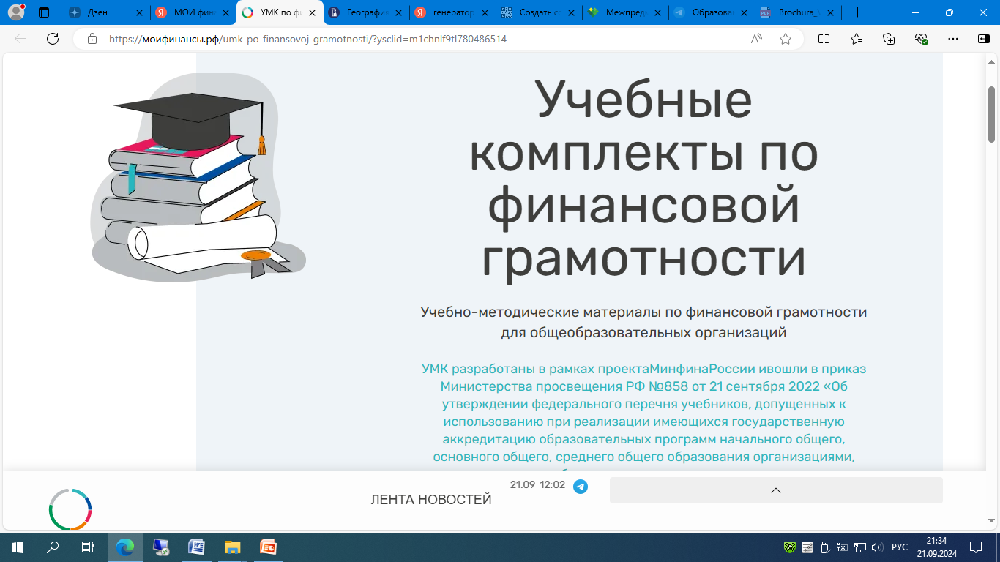 Дзен
МОИ фин
УМК по ф
Географи
генератор
Создать со
Межпред
Образова
Brochura_
https://моифинансы.рф/umk-po-finansovoj-gramotnosti/?ysclid=m1chnlf9tl780486514
Учебные
комплекты по
финансовой
грамотности
Учебно-методические материалы по финансовой грамотности
для общеобразовательных организаций
УМК разработаны в рамках проектаМинфинаРоссии ивошли в приказ
Министерства просвещения РФ №858 от 21 сентября 2022 «Об
утверждении федерального перечня учебников, допущенных к
использованию при реализации имеющихся государственную
аккредитацию образовательных программ начального общего,
основного общего, среднего общего образования организациями,
21.09 12:02
ЛЕНТА НОВОСТЕЙ
РУС
21:34
21.09.2024